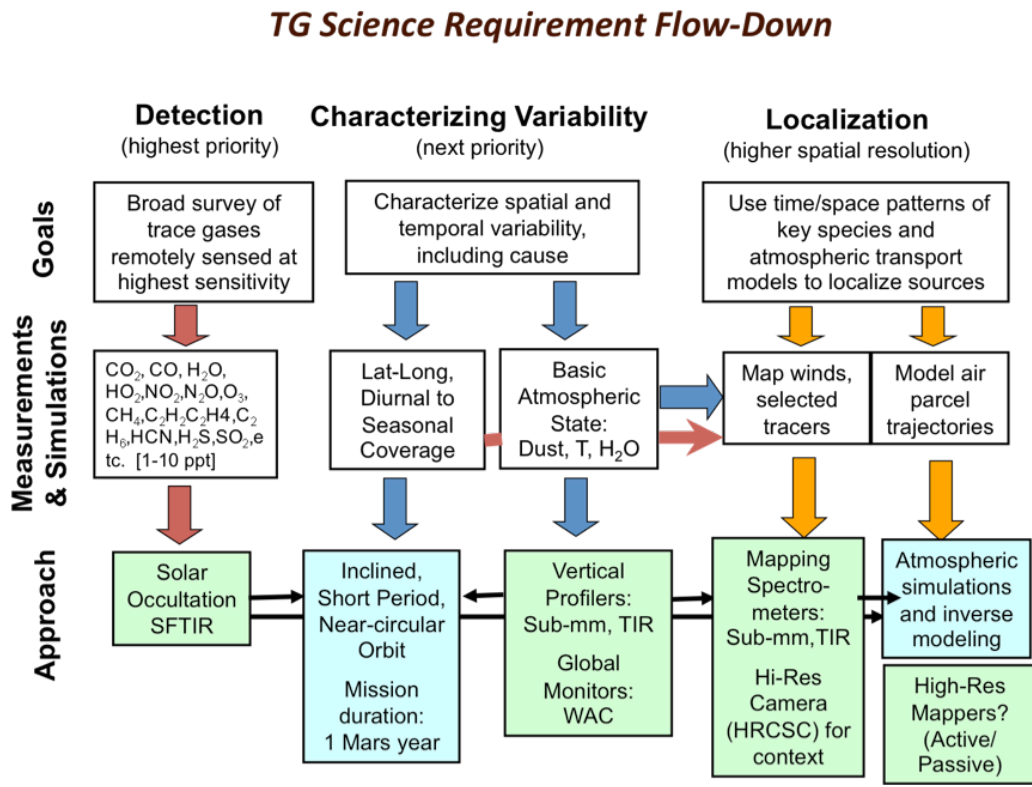 TG Science Requirement Flow-Down
Detection
(highest priority)
Characterizing Variability
(next priority)
Localization
(higher spatial resolution)
Goals
Broad survey of
trace gases
remotely sensed at
highest sensitivity
Characterize spatial and
temporal variability,
including cause
Use time/space patterns of
key species and
atmospheric transport
models to localize sources
Measurements
& Simulations
CO₂, CO, H₂O,
HO₂,NO₂,N₂O,O₃,
CH₄,C₂H₂C₂H4,C₂
H₆,HCN,H₂S,SO₂,e
tc. [1-10 ppt]
Lat-Long,
Diurnal to
Seasonal
Coverage
Basic
Atmospheric
State:
Dust, T, H₂O
Map winds,
selected
tracers
Model air
parcel
trajectories
Approach
Solar
Occultation
SFTIR
Inclined,
Short Period,
Near-circular
Orbit
Mission
duration:
1 Mars year
Vertical
Profilers:
Sub-mm, TIR
Global
Monitors:
WAC
Mapping
Spectro-
meters:
Sub-mm,TIR
Hi-Res
Camera
(HRCSC) for
context
Atmospheric
simulations
and inverse
modeling
High-Res
Mappers?
(Active/
Passive)